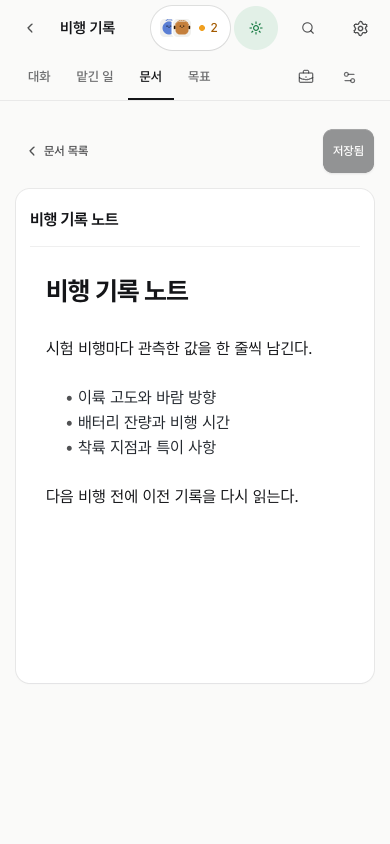 비행 기록
2
대화
맡긴 일
문서
목표
문서 목록
저장됨
비행 기록 노트
비행 기록 노트
시험 비행마다 관측한 값을 한 줄씩 남긴다.
• 이륙 고도와 바람 방향
• 배터리 잔량과 비행 시간
• 착륙 지점과 특이 사항
다음 비행 전에 이전 기록을 다시 읽는다.